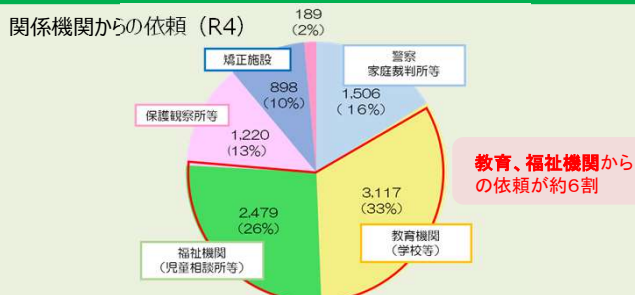 関係機関からの依頼（R4）
189
（2%）
警察
家庭裁判所等
1,506
（ 16%）
矯正施設
898
（10%）
保護観察所等
1,220
（13%）
教育、福祉機関から
の依頼が約6割
3,117
（33%）
教育機関
（学校等）
2,479
（26%）
福祉機関
（児童相談所等）